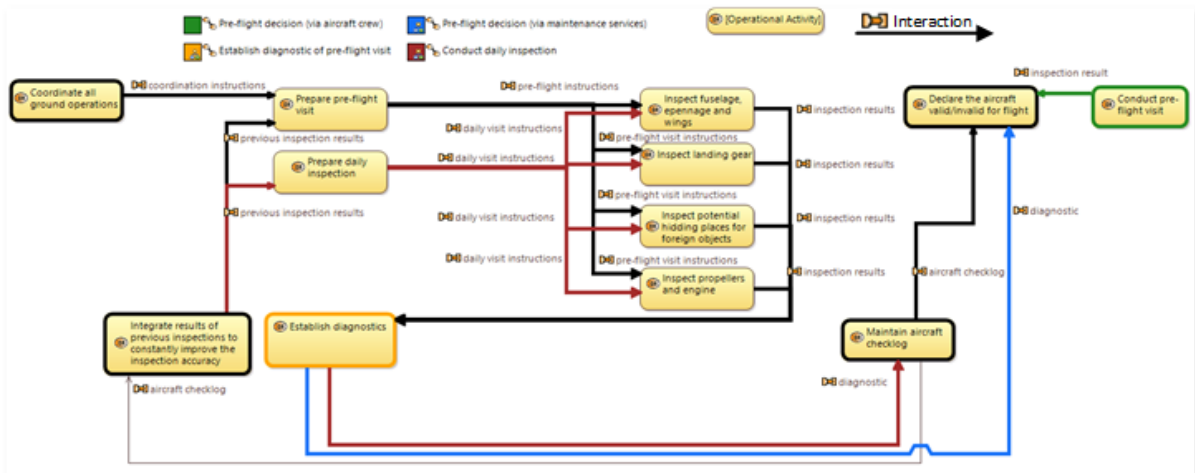 Pre-flight decision (via aircraft crew)
Pre-flight decision (via maintenance services)
[Operational Activity]
Interaction
Establish diagnostic of pre-flight visit
Conduct daily inspection
inspection result
Coordinate all
ground operations
coordination instructions
Prepare pre-flight
visit
pre-flight instructions
Inspect fuselage,
epennage and
wings
inspection results
Declare the aircraft
valid/invalid for flight
Conduct pre-
flight visit
previous inspection results
daily visit instructions
pre-flight visit instructions
Prepare daily
inspection
daily visit instructions
Inspect landing gear
inspection results
pre-flight visit instructions
previous inspection results
daily visit instructions
Inspect potential
hidding places for
foreign objects
inspection results
diagnostic
daily visit instructions
pre-flight visit instructions
Inspect propellers
and engine
inspection results
aircraft checklog
Integrate results of
previous inspections to
constantly improve the
inspection accuracy
Establish diagnostics
Maintain aircraft
checklog
aircraft checklog
diagnostic